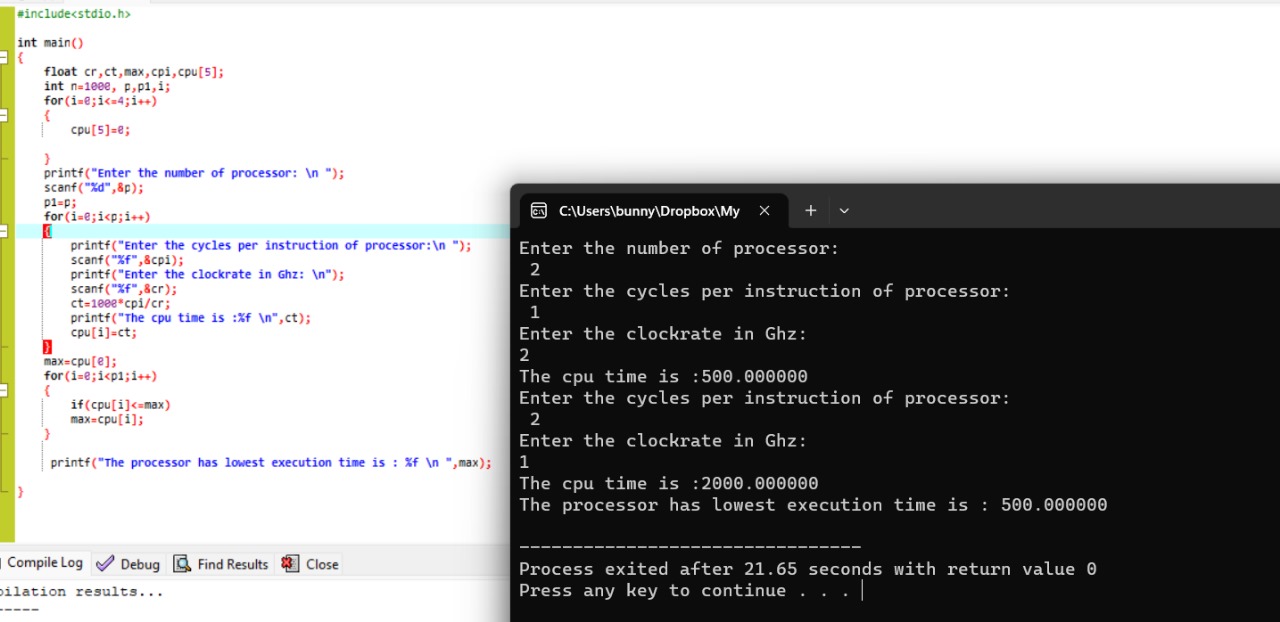 #include<stdio.h>
int main()
{
float cr,ct,max,cpi,cpu[5];
int n=1000, p,p1,i;
for(i=0;i<=4;i++)
{
cpu[5]=0;
}
printf("Enter the number of processor: \n ");
scanf("%d",&p);
p1=p;
for(i=0;i<p;i++)
{
printf("Enter the cycles per instruction of processor:\n ");
scanf("%f",&cpi);
printf("Enter the clockrate in Ghz: \n");
scanf("%f",&cr);
ct=1000*cpi/cr;
printf("The cpu time is :%f \n",ct);
cpu[i]=ct;
}
max=cpu[0];
for(i=0;i<p1;i++)
{
if(cpu[i]<=max)
max=cpu[i];
}
printf("The processor has lowest execution time is : %f \n ",max);
}
C:\Users\bunny\Dropbox\My
Enter the number of processor:
2
Enter the cycles per instruction of processor:
1
Enter the clockrate in Ghz:
2
The cpu time is :500.000000
Enter the cycles per instruction of processor:
2
Enter the clockrate in Ghz:
1
The cpu time is :2000.000000
The processor has lowest execution time is : 500.000000
--------------------------------
Process exited after 21.65 seconds with return value 0
Press any key to continue . . .
Compile Log Debug Find Results Close
pilation results...
-----